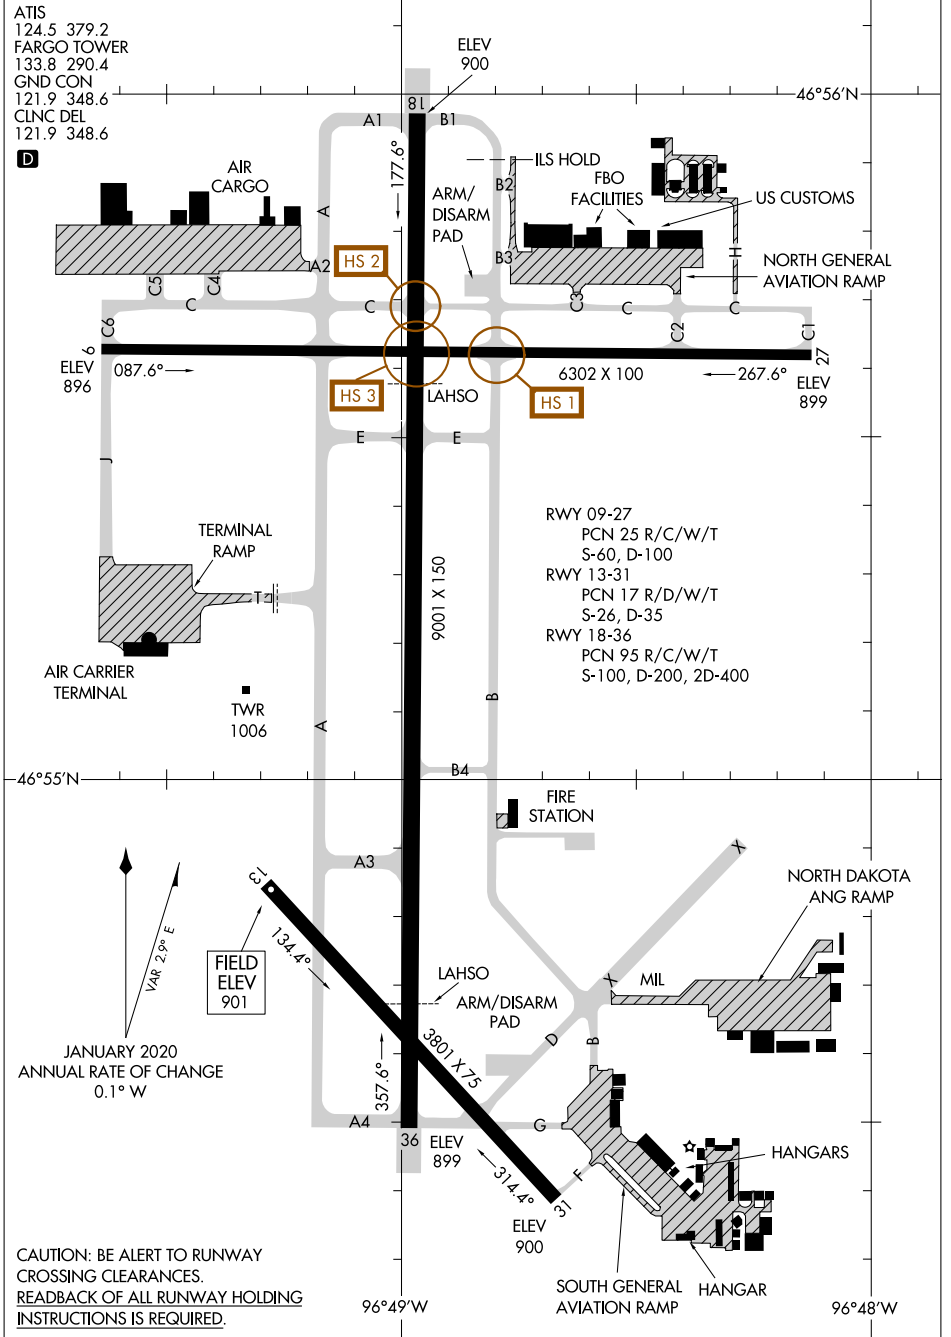 ATIS
124.5 379.2
FARGO TOWER
133.8 290.4
GND CON
121.9 348.6
CLNC DEL
121.9 348.6
D
ELEV
900
46°56'N
18
A1
B1
177.6°
ILS HOLD
AIR
CARGO
A
ARM/
DISARM
PAD
B2
FBO
FACILITIES
US CUSTOMS
H
HS 2
A2
B3
NORTH GENERAL
AVIATION RAMP
C5
C4
C
C
C3
C
C2
C
C1
C6
9
ELEV
896
087.6°
HS 3
LAHSO
HS 1
6302 X 100
267.6°
27
ELEV
899
E
E
J
TERMINAL
RAMP
T
AIR CARRIER
TERMINAL
TWR
1006
9001 X 150
RWY 09-27
PCN 25 R/C/W/T
S-60, D-100
RWY 13-31
PCN 17 R/D/W/T
S-26, D-35
RWY 18-36
PCN 95 R/C/W/T
S-100, D-200, 2D-400
A
B
46°55'N
B4
FIRE
STATION
A3
X
13
134.4°
VAR 2.9° E
FIELD
ELEV
901
NORTH DAKOTA
ANG RAMP
LAHSO
X
MIL
ARM/DISARM
PAD
JANUARY 2020
ANNUAL RATE OF CHANGE
0.1° W
357.6°
3801 X 75
D
B
A4
G
36
ELEV
899
314.4°
F
31
ELEV
900
HANGARS
CAUTION: BE ALERT TO RUNWAY
CROSSING CLEARANCES.
READBACK OF ALL RUNWAY HOLDING
INSTRUCTIONS IS REQUIRED.
SOUTH GENERAL
AVIATION RAMP
HANGAR
96°49'W
96°48'W